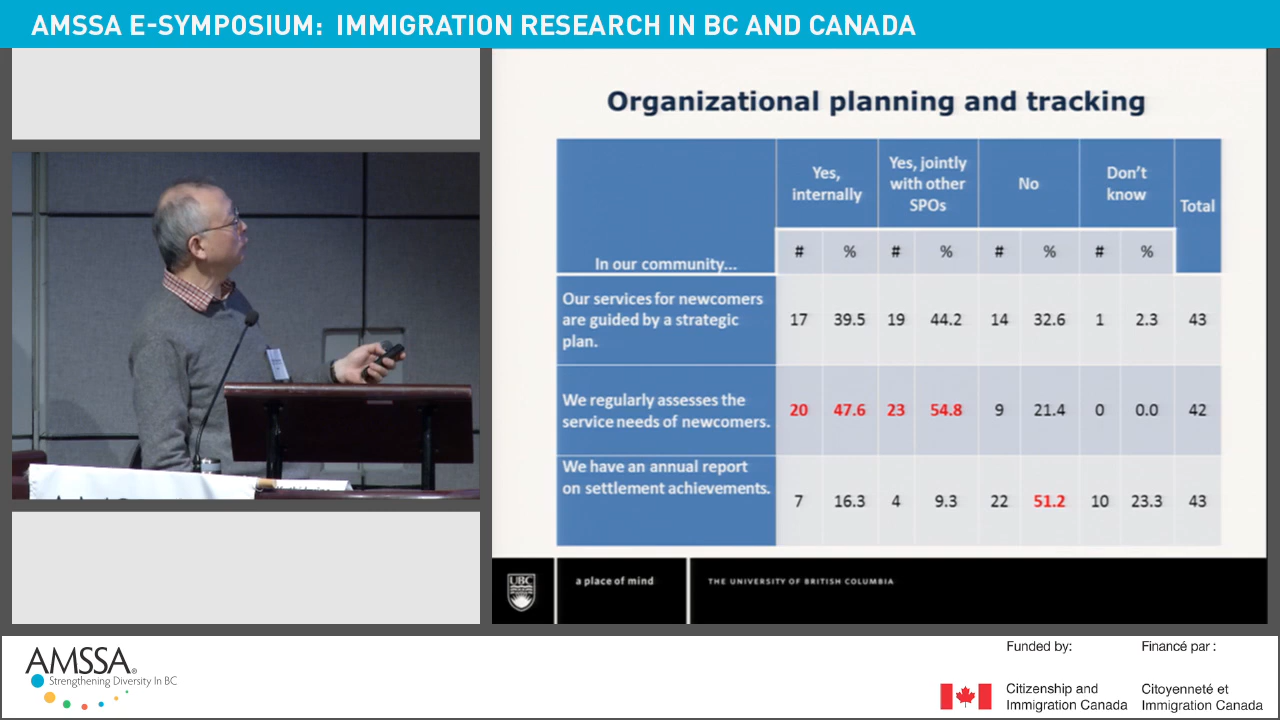 AMSSA E-SYMPOSIUM: IMMIGRATION RESEARCH IN BC AND CANADA
Organizational planning and tracking
In our community...
Yes,
internally
Yes, jointly
with other
SPOs
No
Don't
know
Total
# % # % # % # %
Our services for newcomers
are guided by a strategic
plan.
17 39.5 19 44.2 14 32.6 1 2.3 43
We regularly assesses the
service needs of newcomers.
20 47.6 23 54.8 9 21.4 0 0.0 42
We have an annual report
on settlement achievements.
7 16.3 4 9.3 22 51.2 10 23.3 43
UBC
a place of mind
THE UNIVERSITY OF BRITISH COLUMBIA
AMSSA®
Strengthening Diversity In BC
Funded by:
Citizenship and
Immigration Canada
Financé par :
Citoyenneté et
Immigration Canada